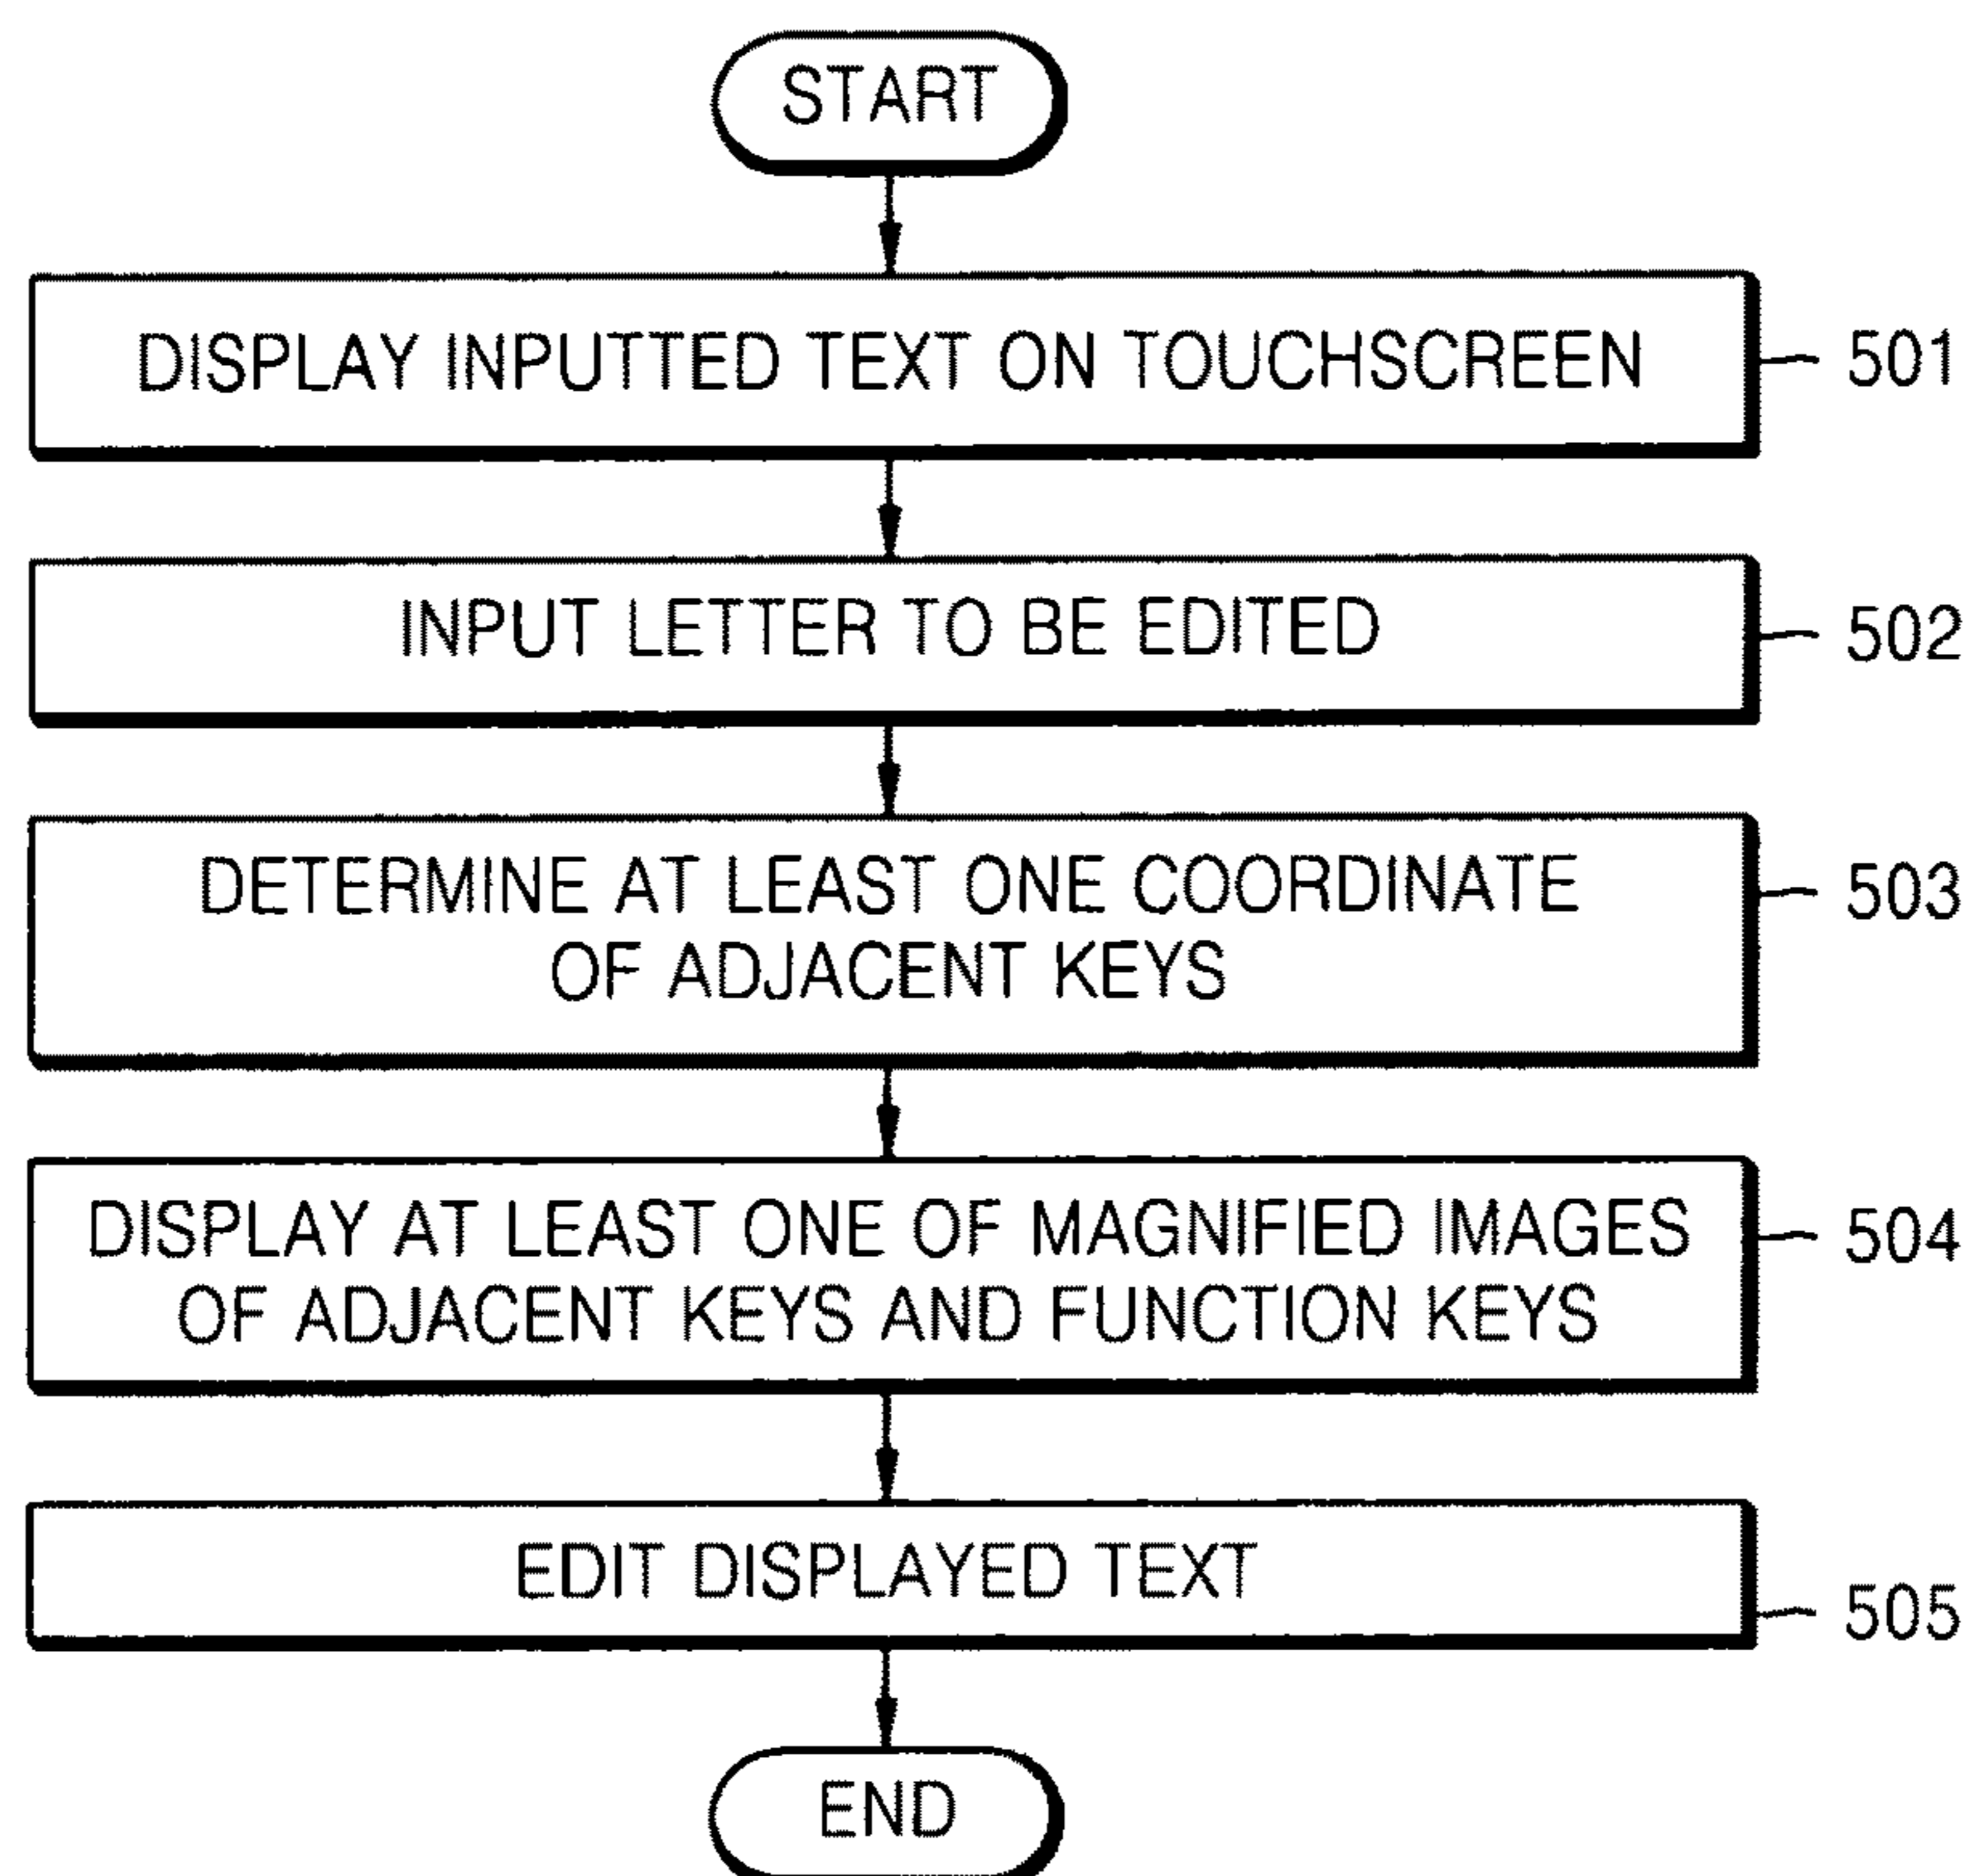 START
DISPLAY INPUTTED TEXT ON TOUCHSCREEN
501
INPUT LETTER TO BE EDITED
502
DETERMINE AT LEAST ONE COORDINATE
OF ADJACENT KEYS
503
DISPLAY AT LEAST ONE OF MAGNIFIED IMAGES
OF ADJACENT KEYS AND FUNCTION KEYS
504
EDIT DISPLAYED TEXT
505
END